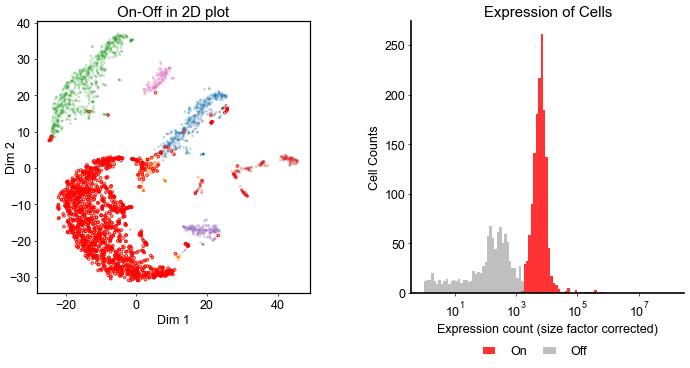 On-Off in 2D plot
40
30
20
10
0
−10
−20
−30
−20 0 20 40
Dim 2
Dim 1
Expression of Cells
250
200
150
100
50
0
10^1 10^3 10^5 10^7
Cell Counts
Expression count (size factor corrected)
On Off